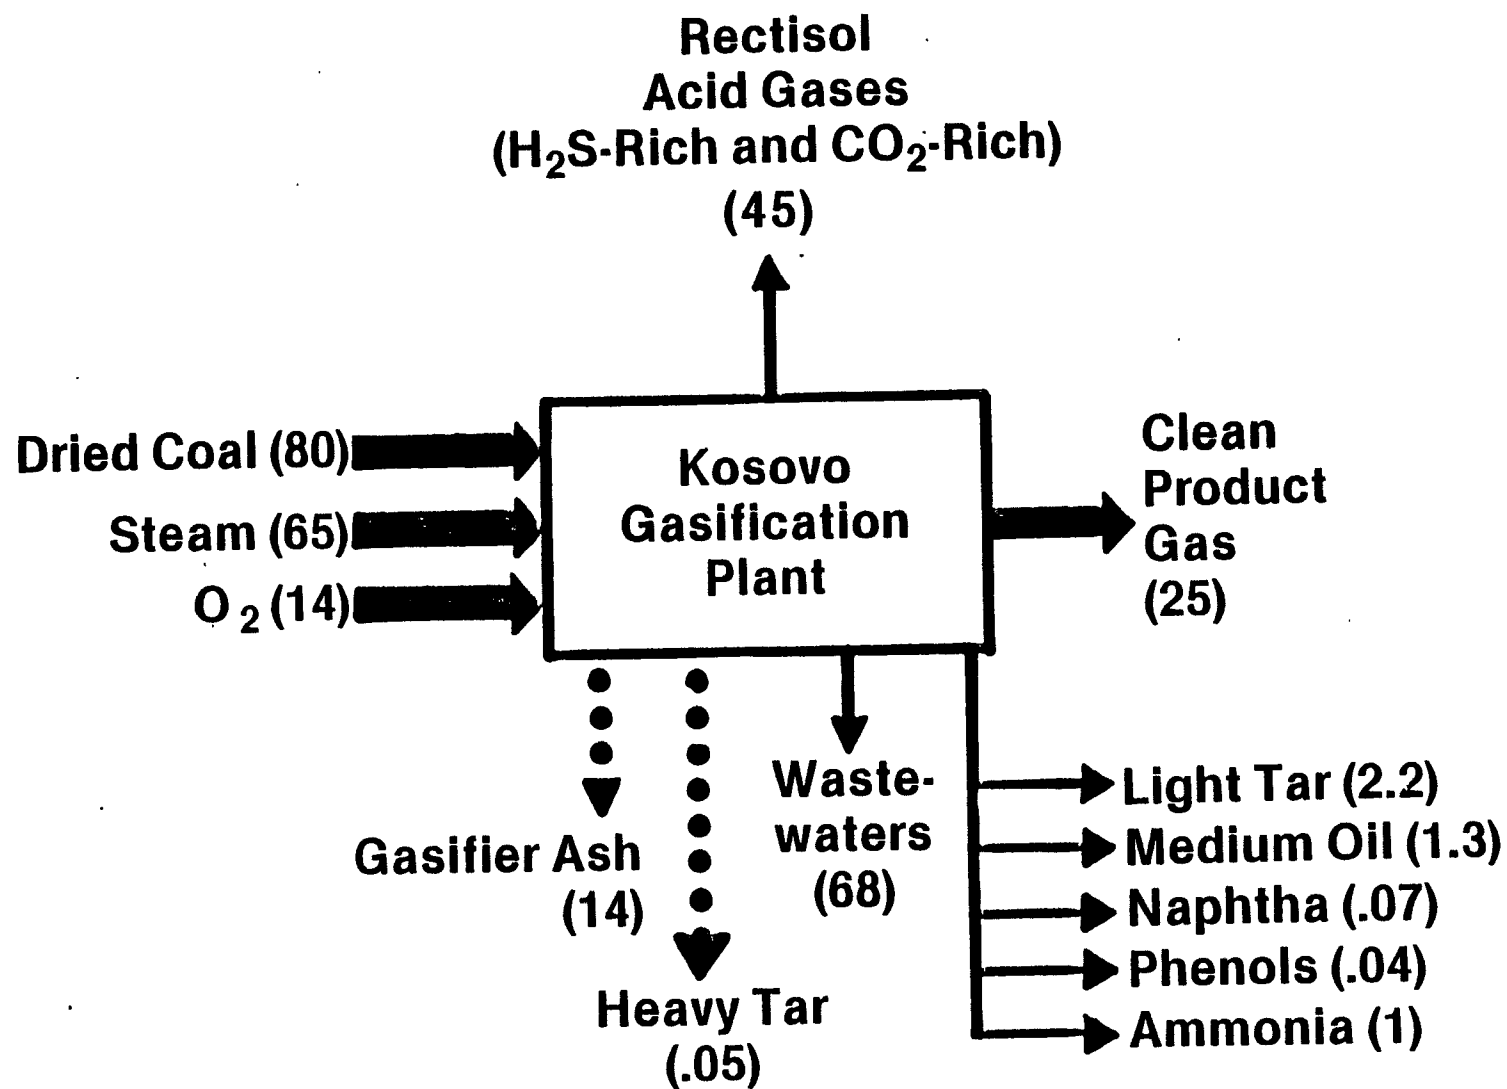 Rectisol
Acid Gases
(H₂S-Rich and CO₂-Rich)
(45)
Dried Coal (80)
Steam (65)
O₂ (14)
Kosovo
Gasification
Plant
Clean
Product
Gas
(25)
Gasifier Ash
(14)
Heavy Tar
(.05)
Waste-
waters
(68)
Light Tar (2.2)
Medium Oil (1.3)
Naphtha (.07)
Phenols (.04)
Ammonia (1)